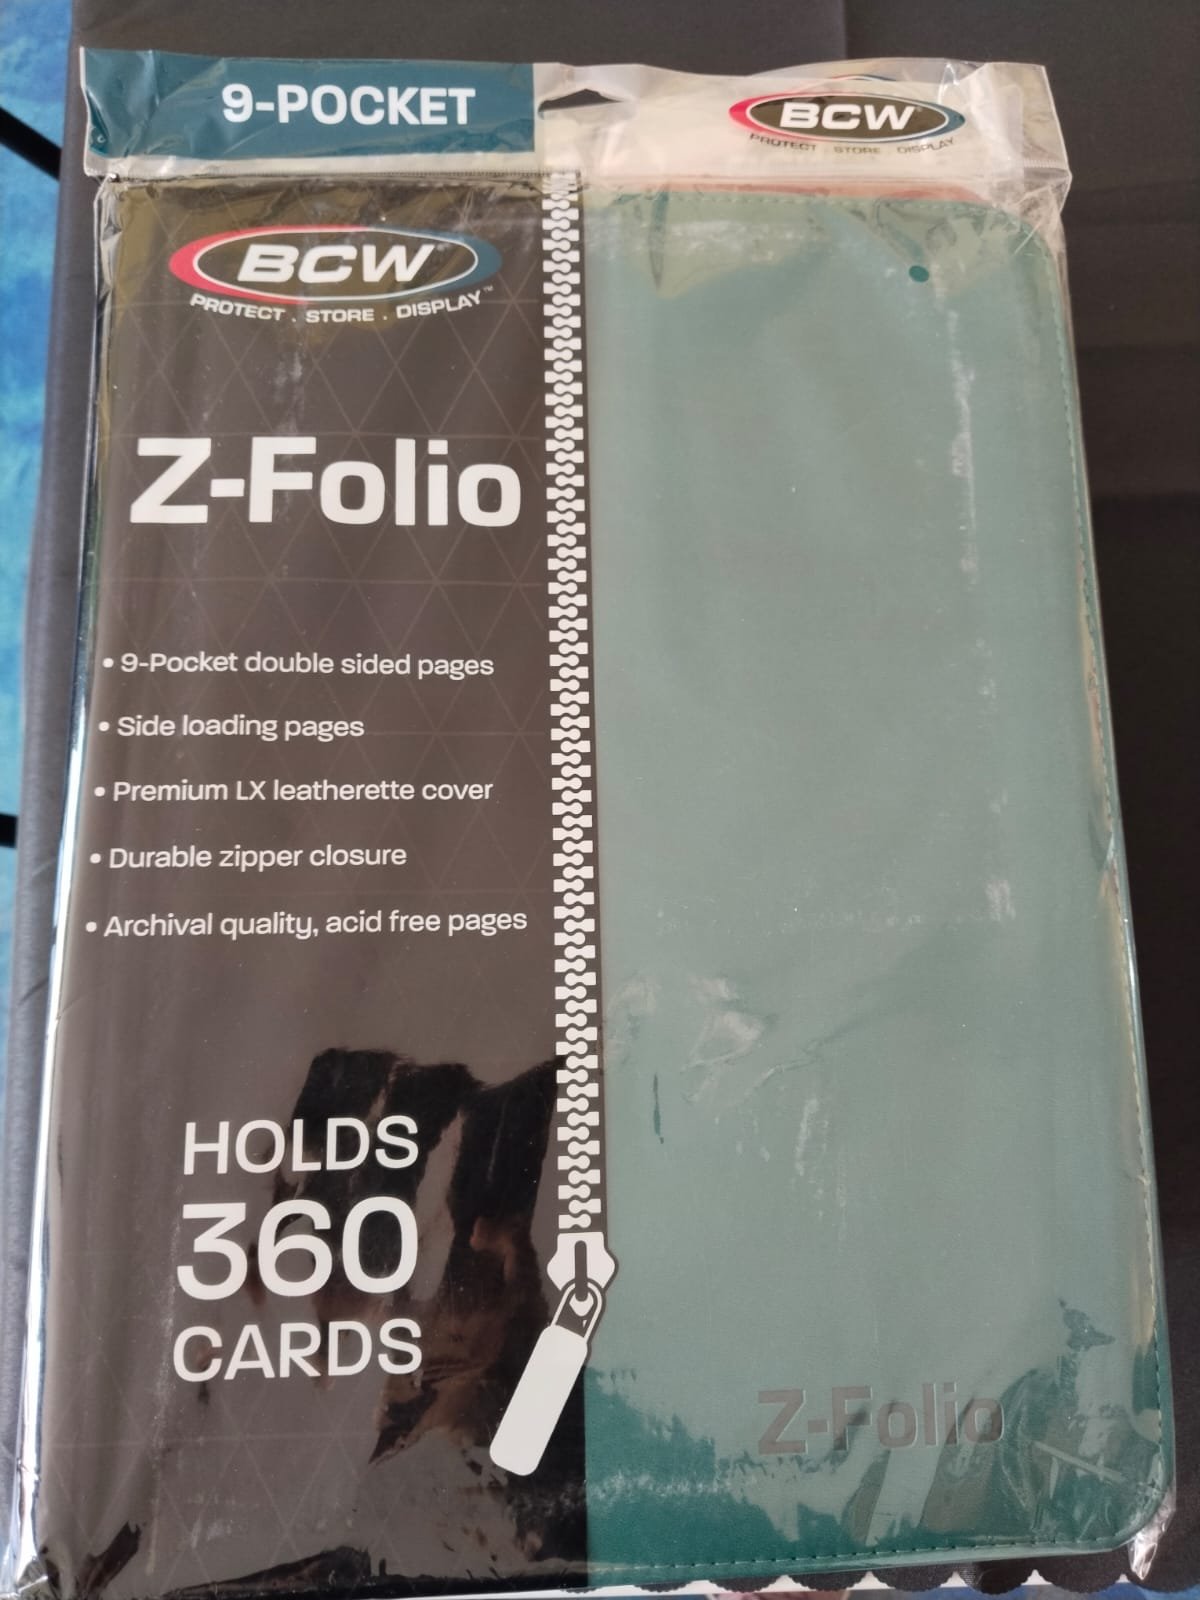 9-POCKET
BCW
PROTECT . STORE . DISPLAY
BCW
PROTECT . STORE . DISPLAY™
Z-Folio
• 9-Pocket double sided pages
• Side loading pages
• Premium LX leatherette cover
• Durable zipper closure
• Archival quality, acid free pages
HOLDS
360
CARDS
Z-Folio